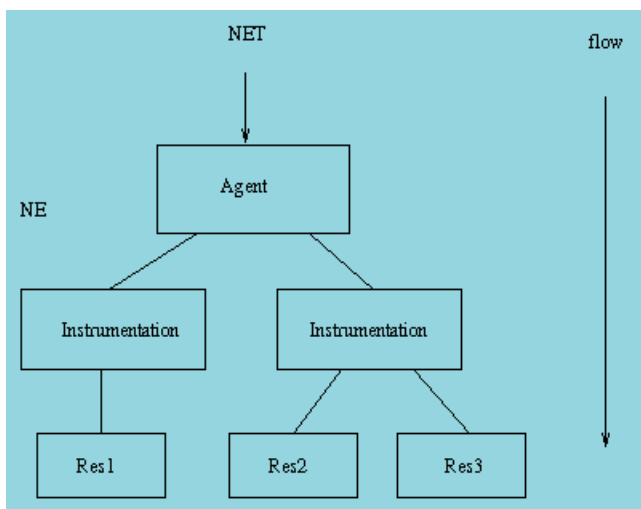 NET
flow
Agent
NE
Instrumentation
Instrumentation
Res1
Res2
Res3